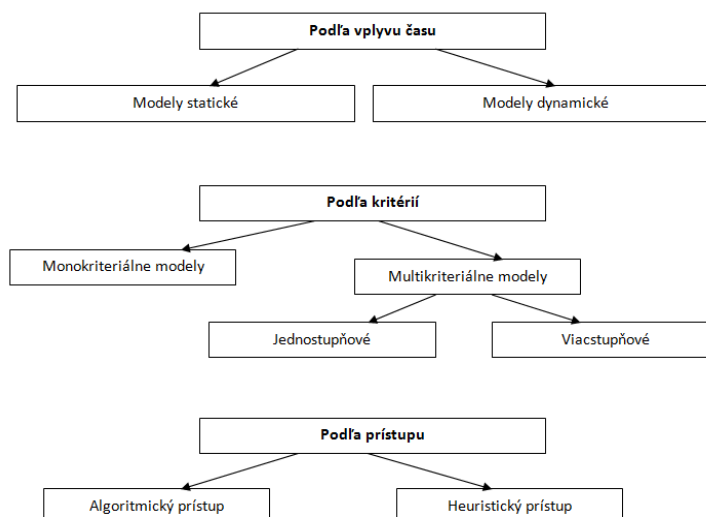 Podľa vplyvu času
Modely statické
Modely dynamické
Podľa kritérií
Monokriteriálne modely
Multikriteriálne modely
Jednostupňové
Viacstupňové
Podľa prístupu
Algoritmický prístup
Heuristický prístup